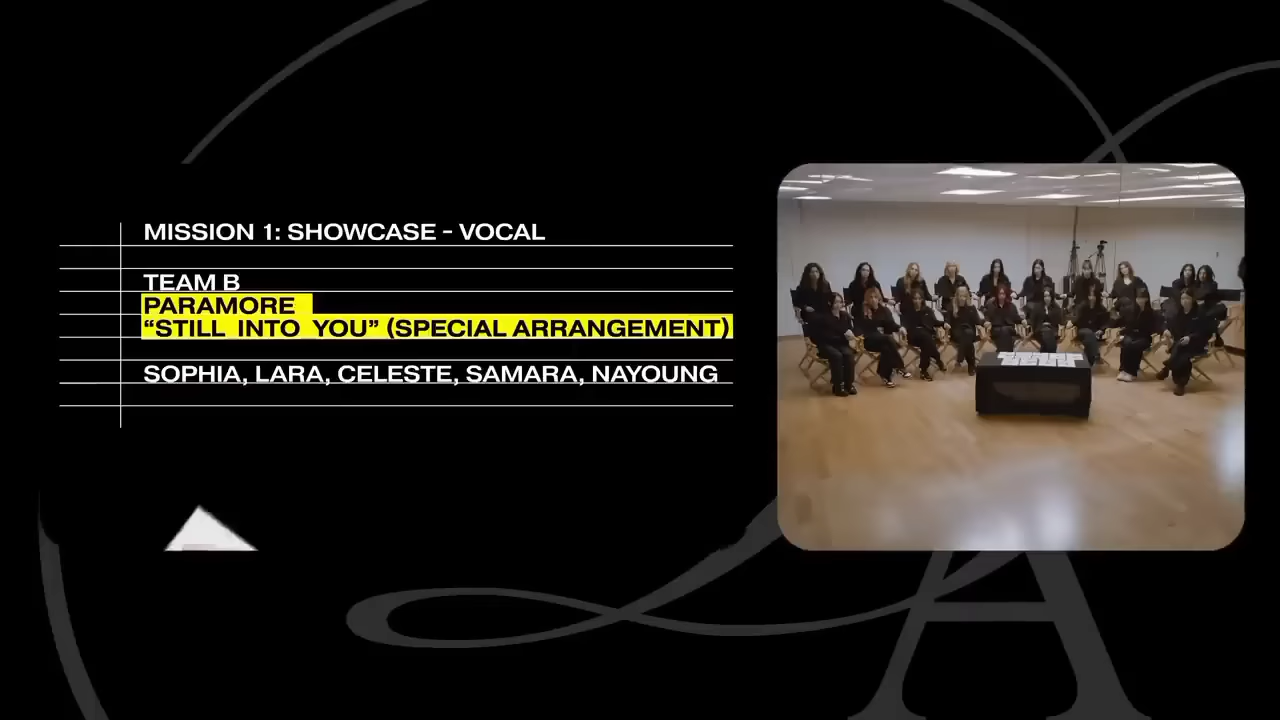 MISSION 1: SHOWCASE - VOCAL
TEAM B
PARAMORE
“STILL INTO YOU” (SPECIAL ARRANGEMENT)
SOPHIA, LARA, CELESTE, SAMARA, NAYOUNG
A